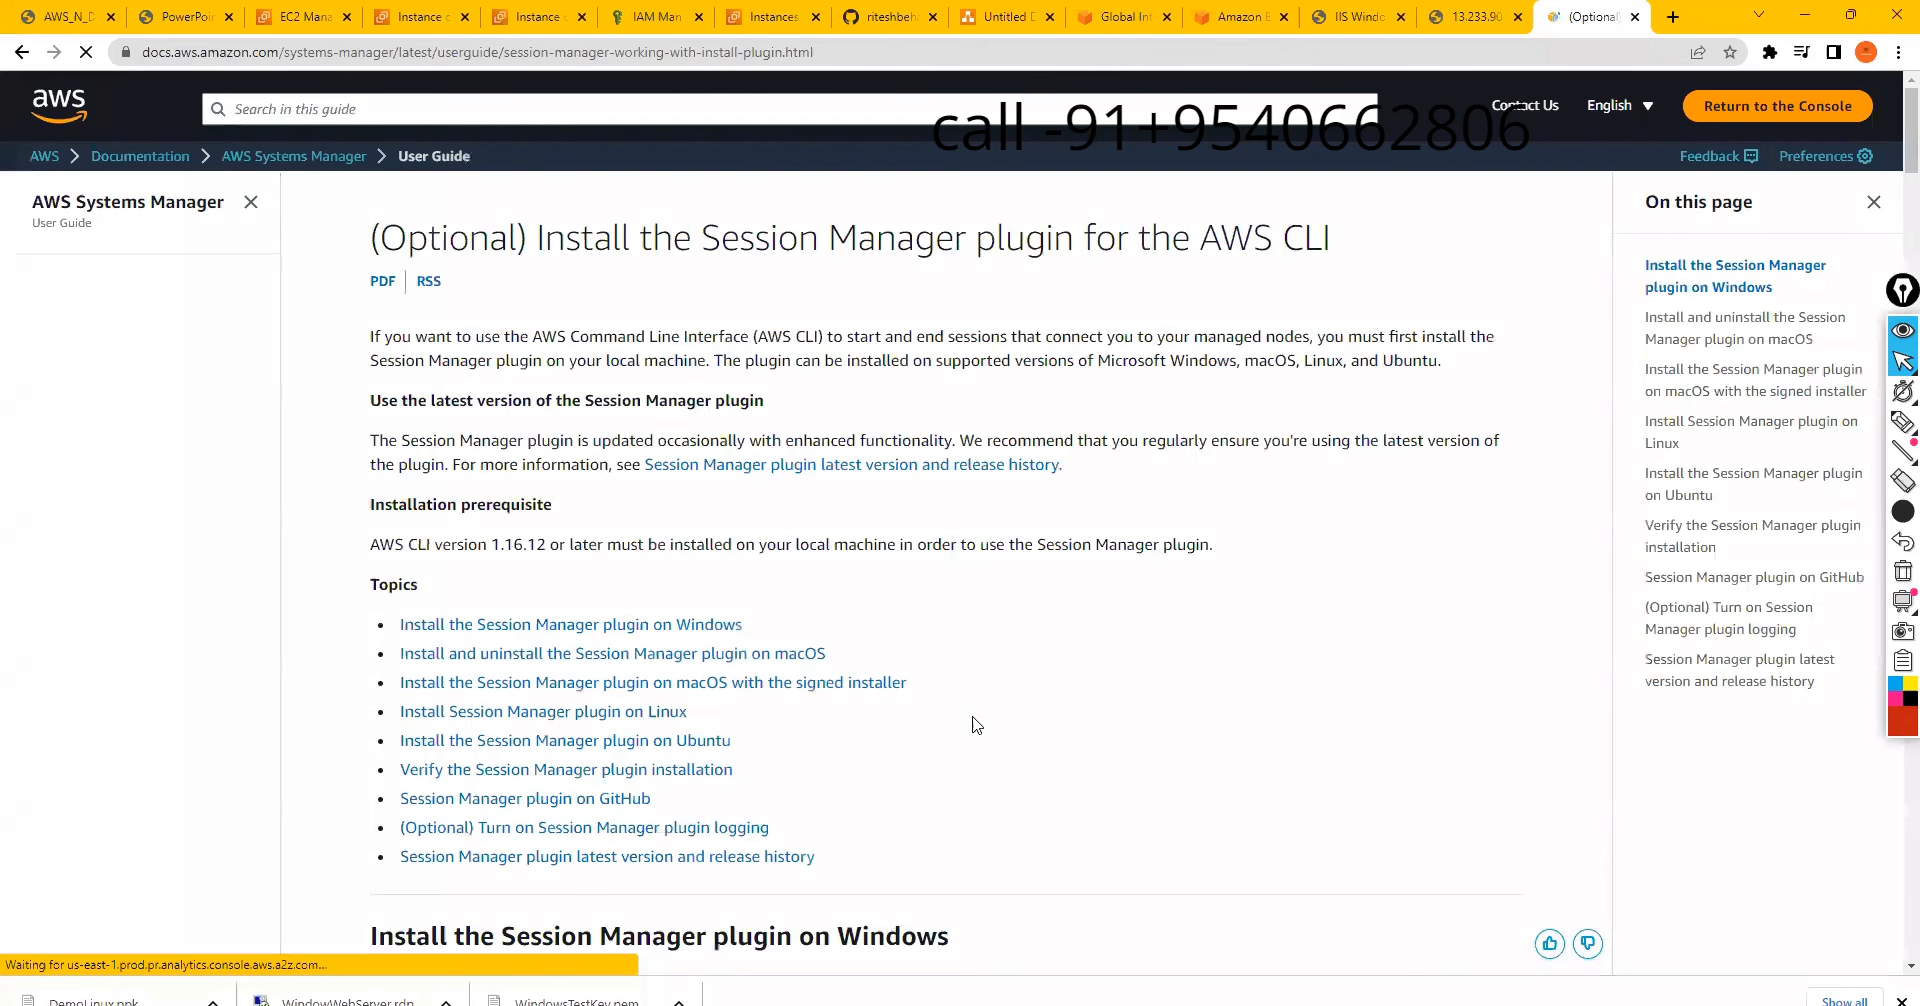 AWS_N_D
PowerPoin
EC2 Mana
Instance c
Instance c
IAM Man
Instances
riteshbeh
Untitled D
Global Inf
Amazon E
IIS Windo
13.233.90
(Optional
docs.aws.amazon.com/systems-manager/latest/userguide/session-manager-working-with-install-plugin.html
aws
Search in this guide
Contact Us
English
Return to the Console
call -91+9540662806
AWS > Documentation > AWS Systems Manager > User Guide
Feedback
Preferences
AWS Systems Manager
User Guide
(Optional) Install the Session Manager plugin for the AWS CLI
PDF | RSS
If you want to use the AWS Command Line Interface (AWS CLI) to start and end sessions that connect you to your managed nodes, you must first install the
Session Manager plugin on your local machine. The plugin can be installed on supported versions of Microsoft Windows, macOS, Linux, and Ubuntu.
Use the latest version of the Session Manager plugin
The Session Manager plugin is updated occasionally with enhanced functionality. We recommend that you regularly ensure you're using the latest version of
the plugin. For more information, see Session Manager plugin latest version and release history.
Installation prerequisite
AWS CLI version 1.16.12 or later must be installed on your local machine in order to use the Session Manager plugin.
Topics
• Install the Session Manager plugin on Windows
• Install and uninstall the Session Manager plugin on macOS
• Install the Session Manager plugin on macOS with the signed installer
• Install Session Manager plugin on Linux
• Install the Session Manager plugin on Ubuntu
• Verify the Session Manager plugin installation
• Session Manager plugin on GitHub
• (Optional) Turn on Session Manager plugin logging
• Session Manager plugin latest version and release history
Install the Session Manager plugin on Windows
On this page
Install the Session Manager
plugin on Windows
Install and uninstall the Session
Manager plugin on macOS
Install the Session Manager plugin
on macOS with the signed installer
Install Session Manager plugin on
Linux
Install the Session Manager plugin
on Ubuntu
Verify the Session Manager plugin
installation
Session Manager plugin on GitHub
(Optional) Turn on Session
Manager plugin logging
Session Manager plugin latest
version and release history
Waiting for us-east-1.prod.pr.analytics.console.aws.a2z.com...
DemoLinux.ppk
WindowWebServer.rdp
WindowsTestKey.pem
Show all